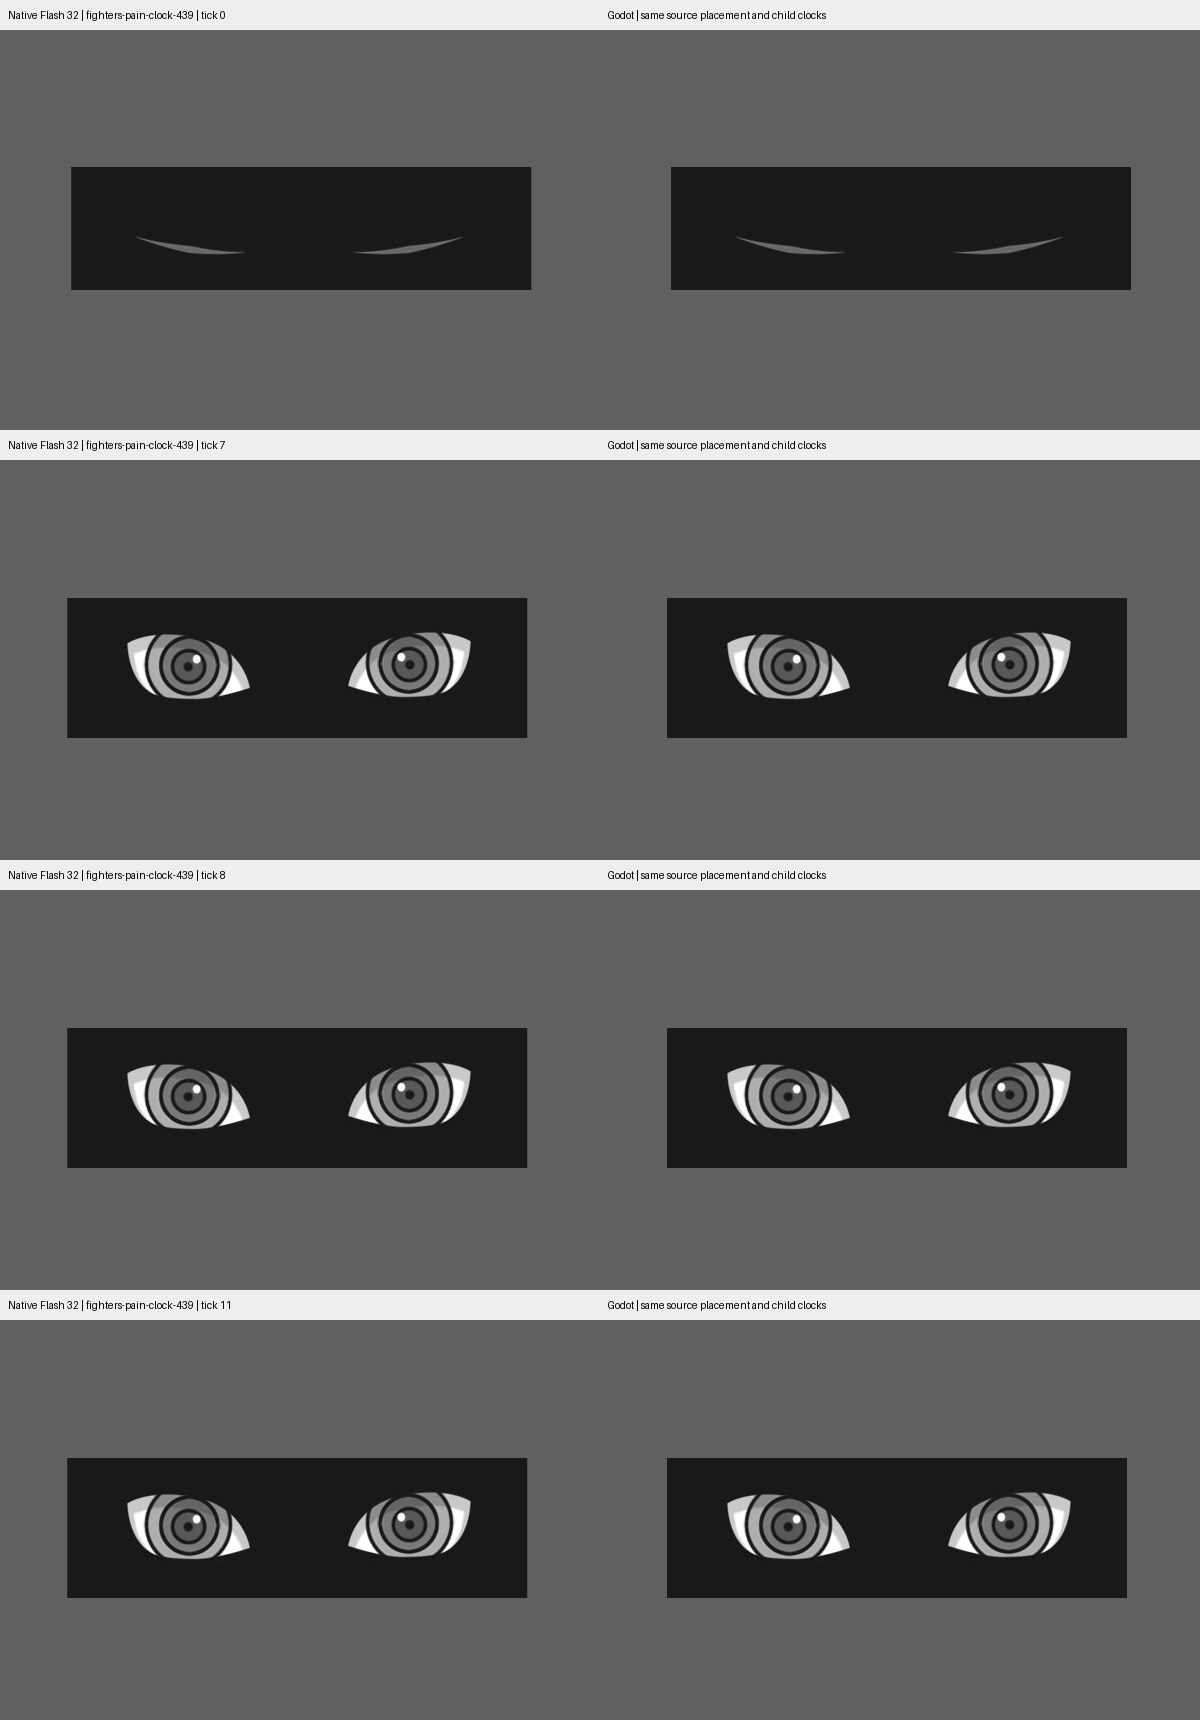 Native Flash 32 | fighters-pain-clock-439 | tick 0
Godot | same source placement and child clocks
Native Flash 32 | fighters-pain-clock-439 | tick 7
Godot | same source placement and child clocks
Native Flash 32 | fighters-pain-clock-439 | tick 8
Godot | same source placement and child clocks
Native Flash 32 | fighters-pain-clock-439 | tick 11
Godot | same source placement and child clocks